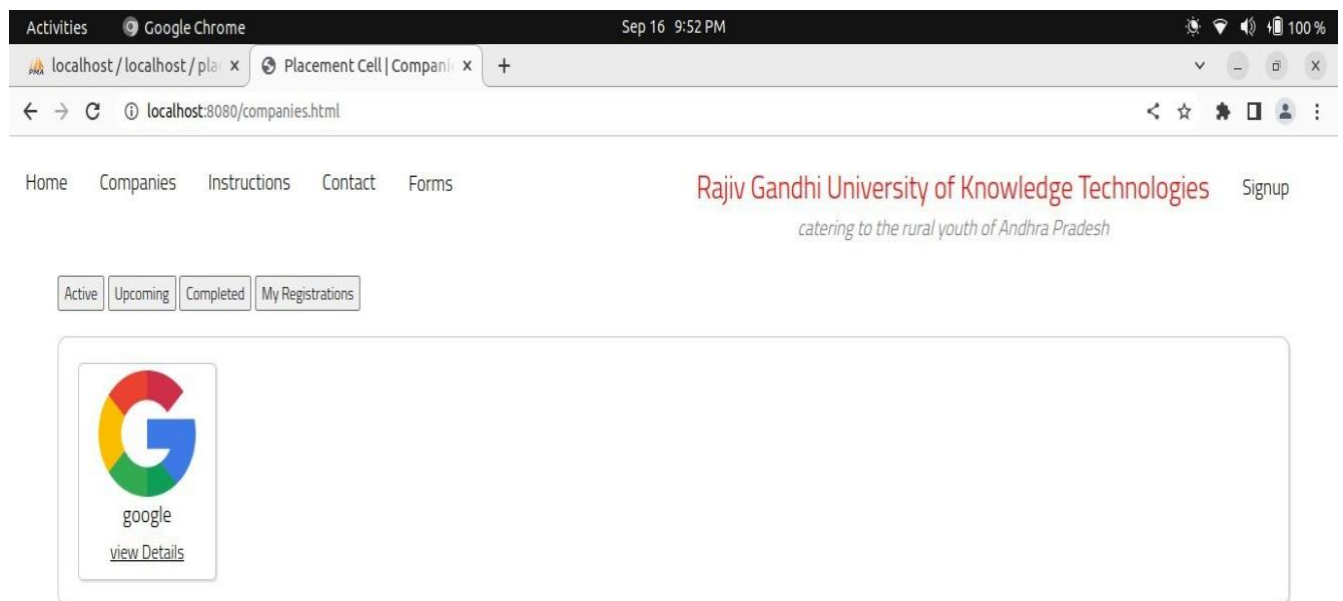 Activities Google Chrome Sep 16 9:52 PM 100 %
PMA localhost / localhost / pla Placement Cell | Compani
localhost:8080/companies.html
Home Companies Instructions Contact Forms Rajiv Gandhi University of Knowledge Technologies Signup
catering to the rural youth of Andhra Pradesh
Active Upcoming Completed My Registrations
google
view Details